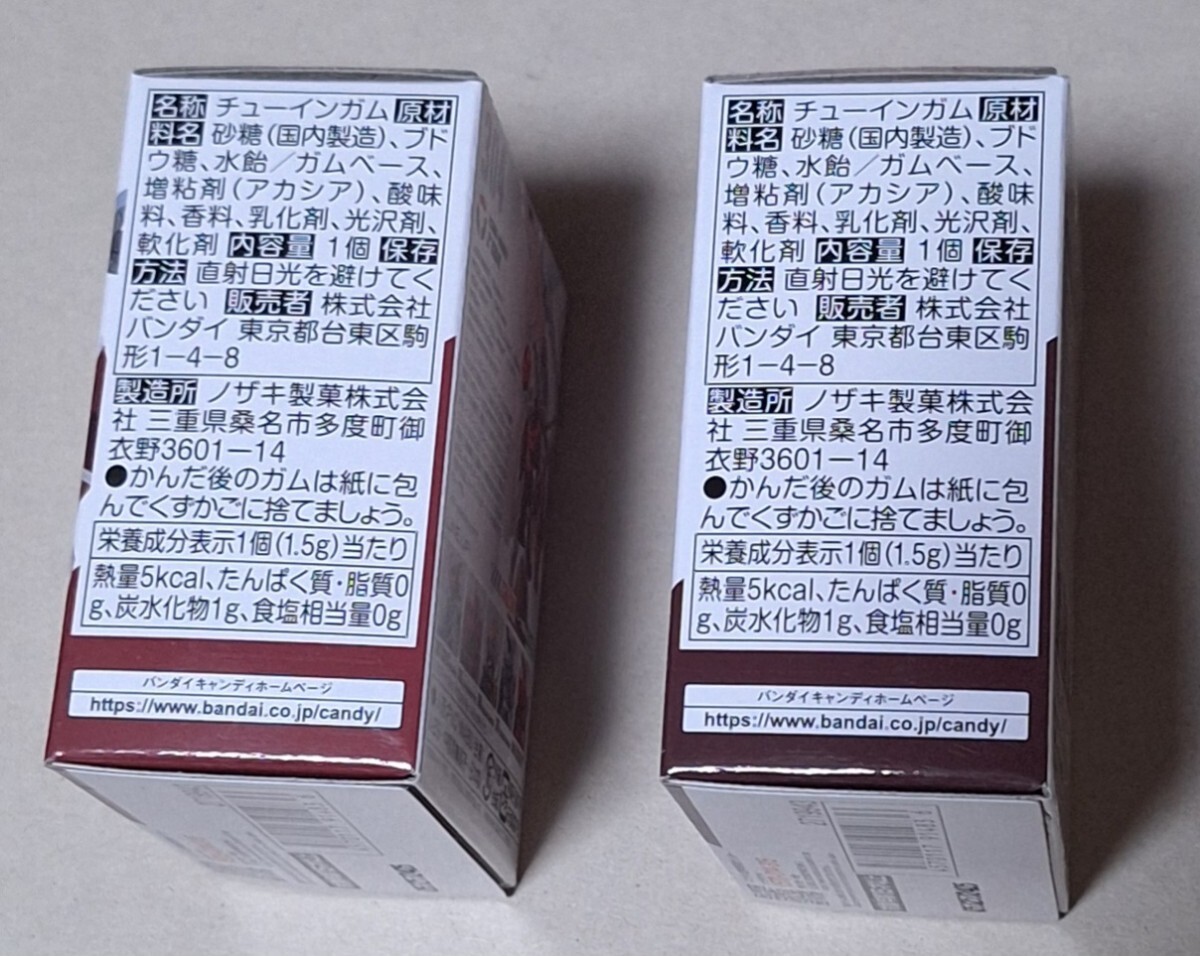 名称 チューインガム 原材
料名 砂糖(国内製造)、ブド
ウ糖、水飴／ガムベース、
増粘剤(アカシア)、酸味
料、香料、乳化剤、光沢剤、
軟化剤 内容量 1個 保存
方法 直射日光を避けてく
ださい 販売者 株式会社
バンダイ 東京都台東区駒
形1－4－8
製造所 ノザキ製菓株式会
社 三重県桑名市多度町御
衣野3601－14
●かんだ後のガムは紙に包
んでくずかごに捨てましょう。
栄養成分表示1個(1.5g)当たり
熱量5kcal、たんぱく質・脂質0
g、炭水化物1g、食塩相当量0g
バンダイキャンディホームページ
https://www.bandai.co.jp/candy/
名称 チューインガム 原材
料名 砂糖(国内製造)、ブド
ウ糖、水飴／ガムベース、
増粘剤(アカシア)、酸味
料、香料、乳化剤、光沢剤、
軟化剤 内容量 1個 保存
方法 直射日光を避けてく
ださい 販売者 株式会社
バンダイ 東京都台東区駒
形1－4－8
製造所 ノザキ製菓株式会
社 三重県桑名市多度町御
衣野3601－14
●かんだ後のガムは紙に包
んでくずかごに捨てましょう。
栄養成分表示1個(1.5g)当たり
熱量5kcal、たんぱく質・脂質0
g、炭水化物1g、食塩相当量0g
バンダイキャンディホームページ
https://www.bandai.co.jp/candy/